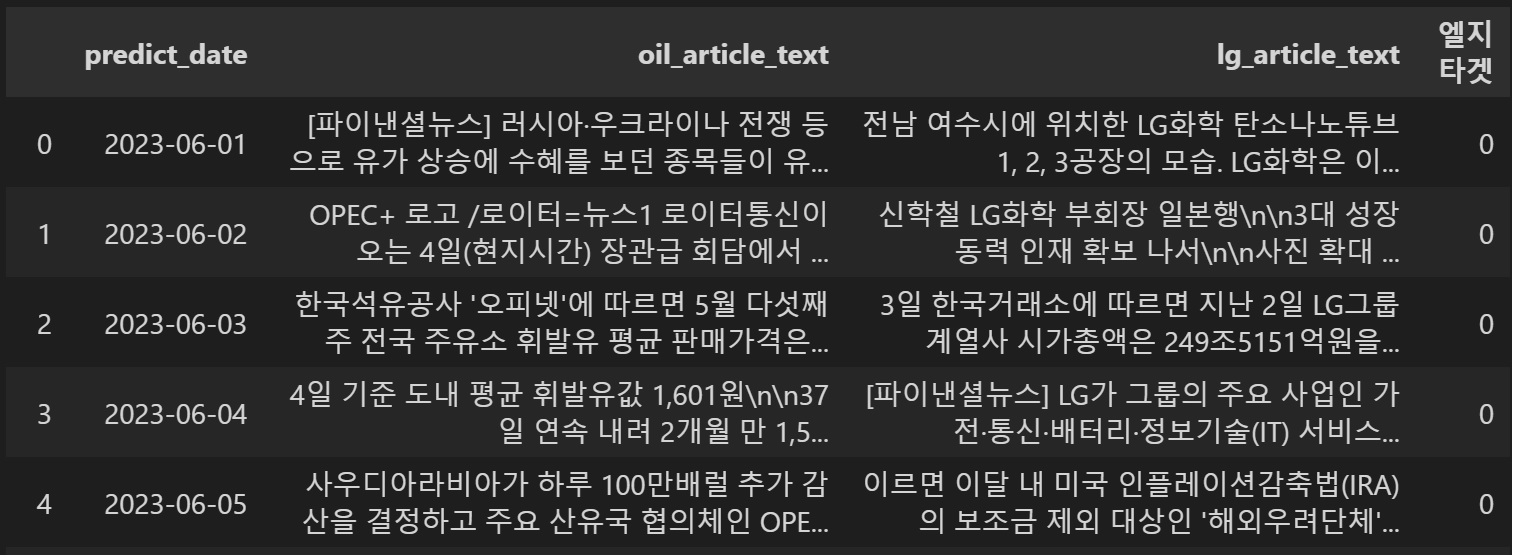 predict_date oil_article_text lg_article_text 엘지
타겟
0 2023-06-01 [파이낸셜뉴스] 러시아·우크라이나 전쟁 등 전남 여수시에 위치한 LG화학 탄소나노튜브 0
으로 유가 상승에 수혜를 보던 종목들이 유... 1, 2, 3공장의 모습. LG화학은 이...
1 2023-06-02 OPEC+ 로고 /로이터=뉴스1 로이터통신이 신학철 LG화학 부회장 일본행\n\n3대 성장 0
오는 4일(현지시간) 장관급 회담에서 ... 동력 인재 확보 나서\n\n사진 확대 ...
2 2023-06-03 한국석유공사 '오피넷'에 따르면 5월 다섯째 3일 한국거래소에 따르면 지난 2일 LG그룹 0
주 전국 주유소 휘발유 평균 판매가격은... 계열사 시가총액은 249조5151억원을...
3 2023-06-04 4일 기준 도내 평균 휘발유값 1,601원\n\n37 [파이낸셜뉴스] LG가 그룹의 주요 사업인 가 0
일 연속 내려 2개월 만 1,5... 전·통신·배터리·정보기술(IT) 서비스...
4 2023-06-05 사우디아라비아가 하루 100만배럴 추가 감 이르면 이달 내 미국 인플레이션감축법(IRA) 0
산을 결정하고 주요 산유국 협의체인 OPE... 의 보조금 제외 대상인 '해외우려단체'...